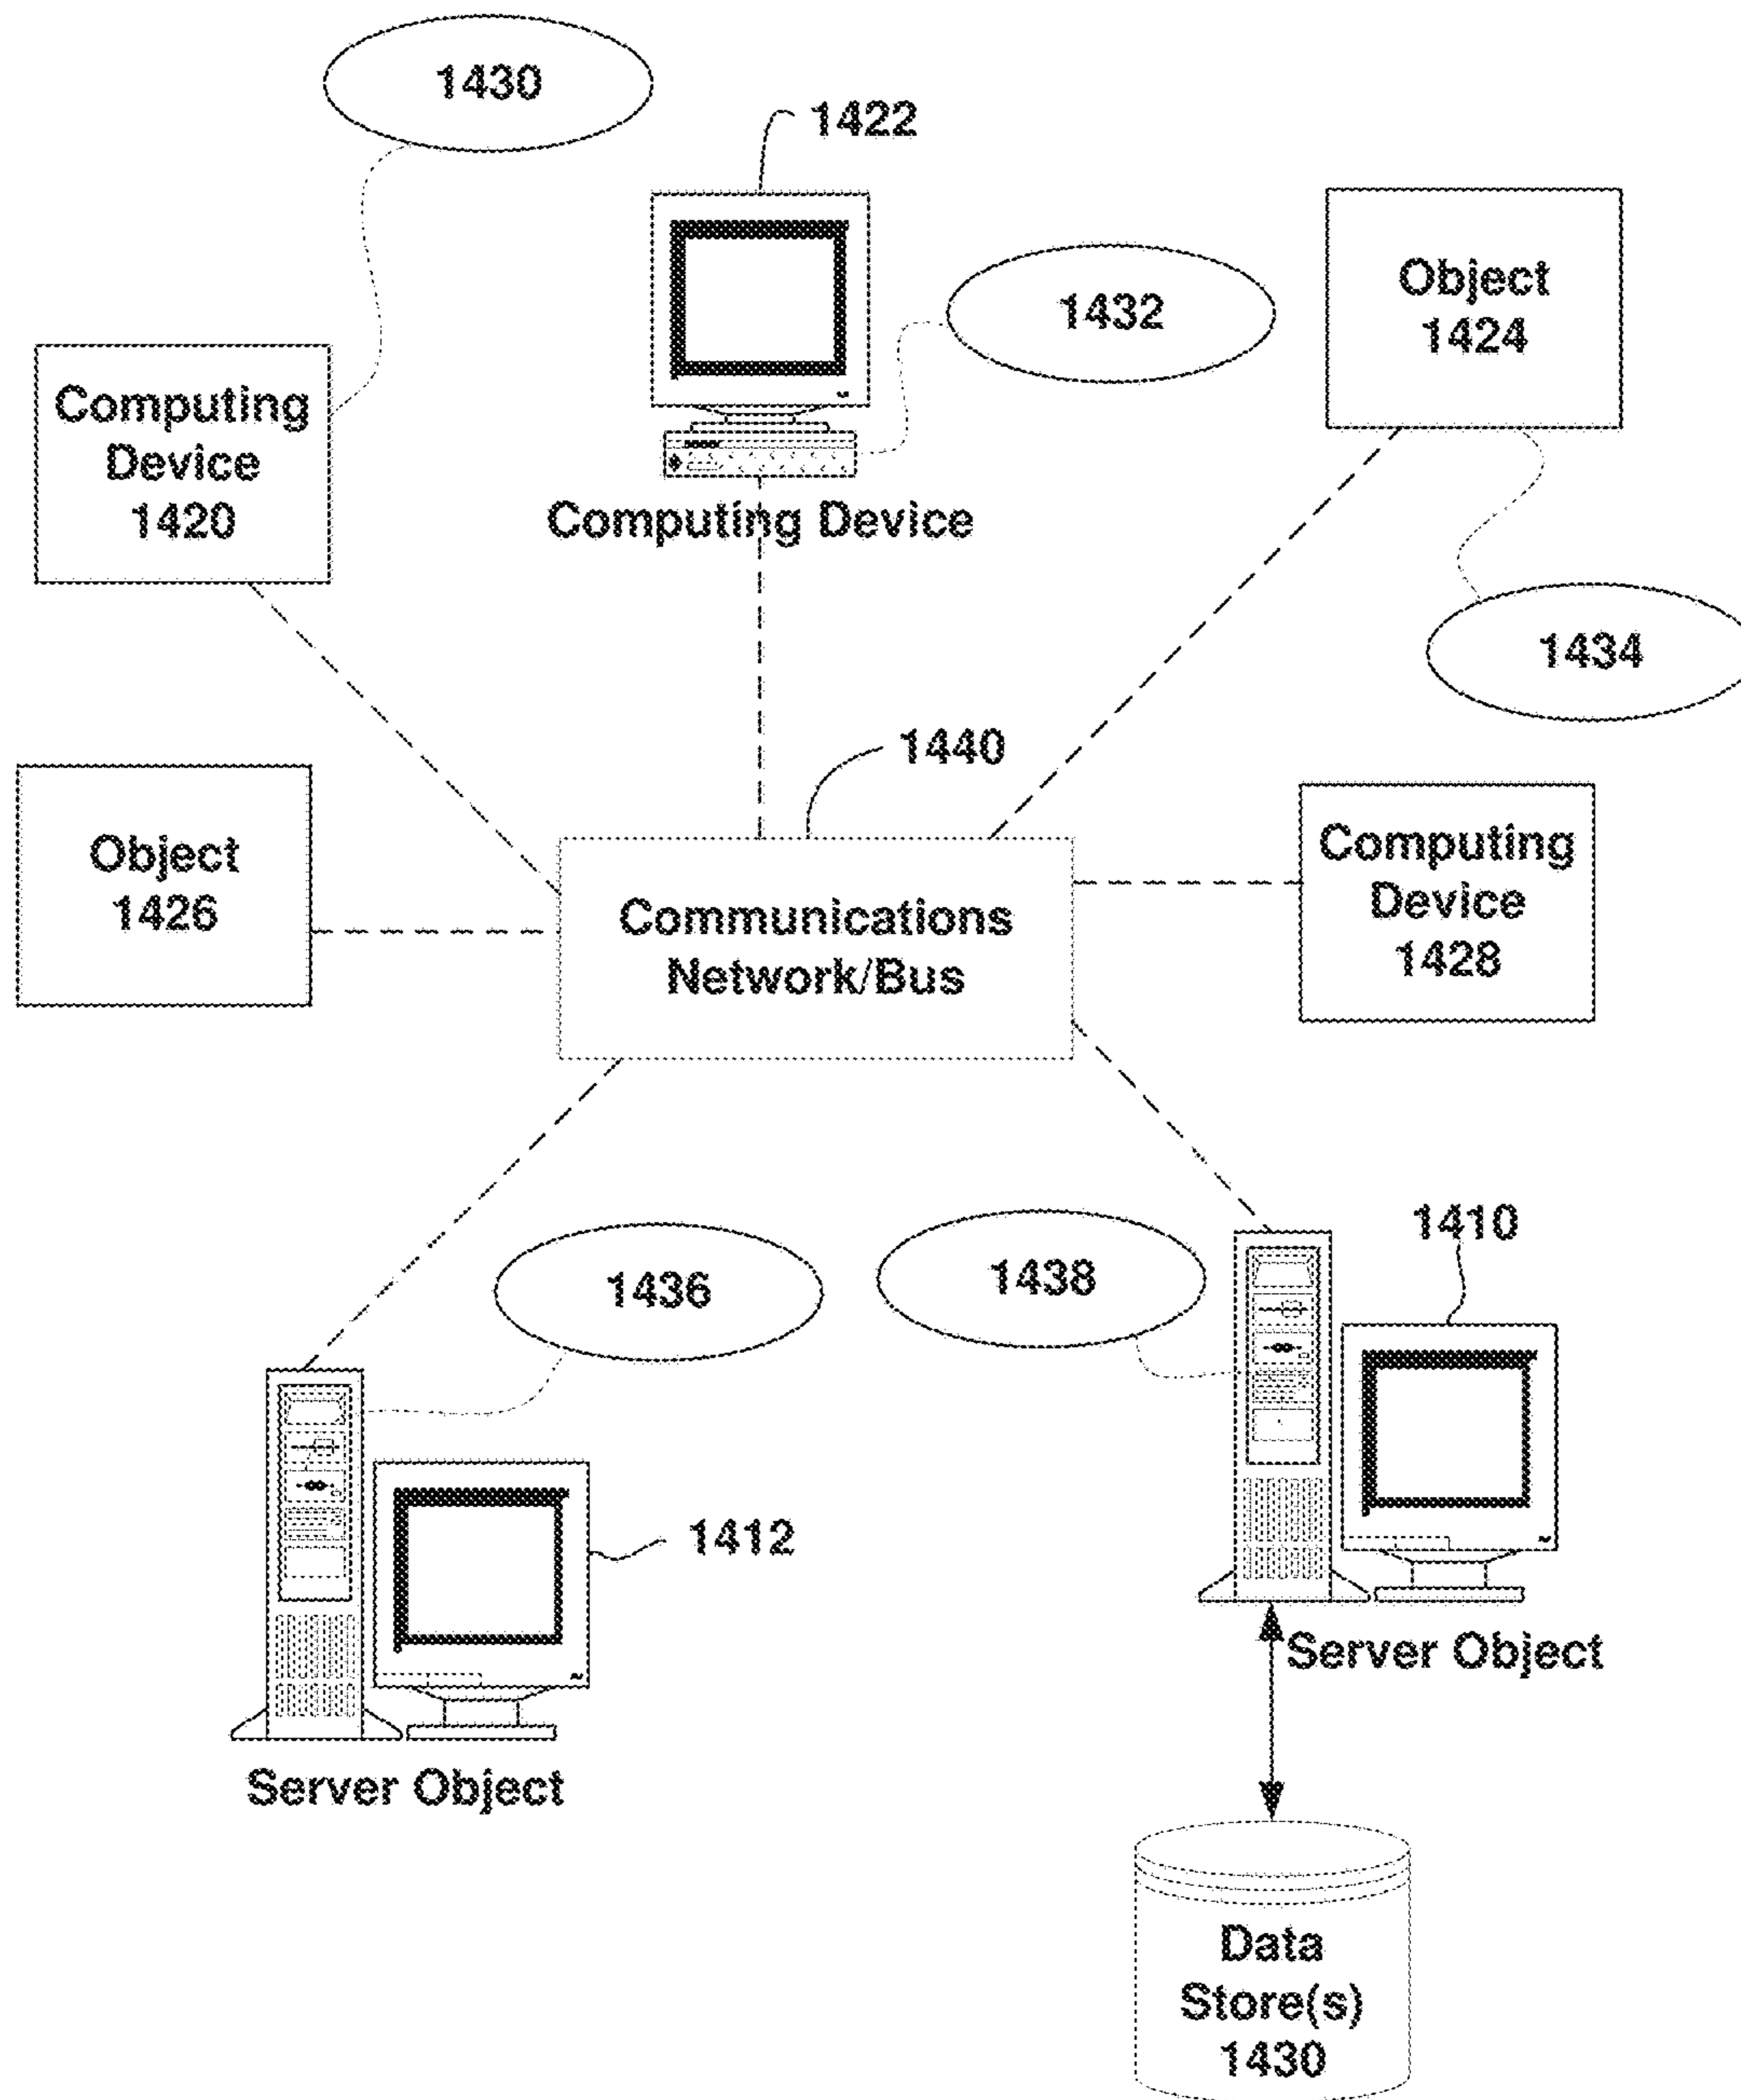 1430
1422
1432
Object
1424
Computing
Device
1420
Computing Device
1434
1440
Object
1426
Communications
Network/Bus
Computing
Device
1428
1436
1438
1410
1412
Server Object
Server Object
Data
Store(s)
1430